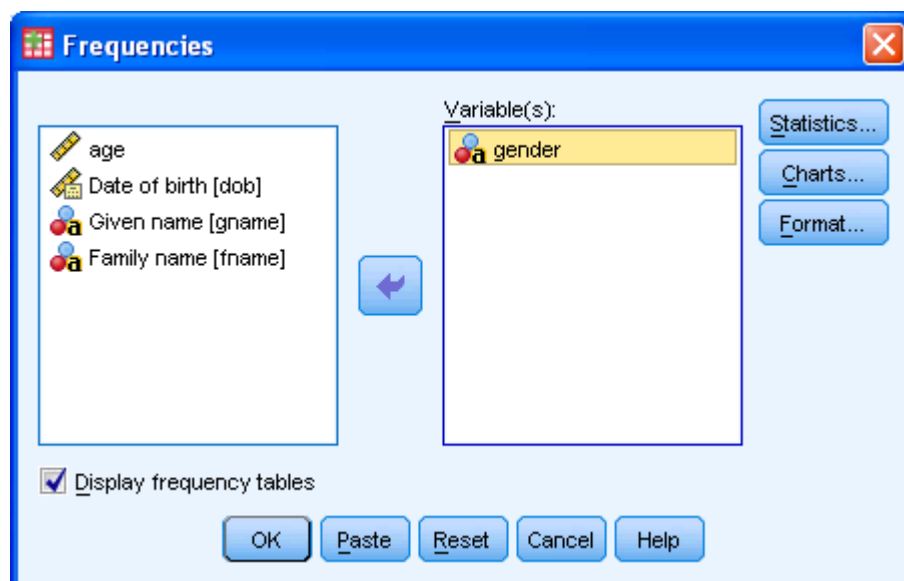 Frequencies
age
Date of birth [dob]
Given name [gname]
Family name [fname]
Variable(s):
gender
Statistics...
Charts...
Format...
Display frequency tables
OK
Paste
Reset
Cancel
Help